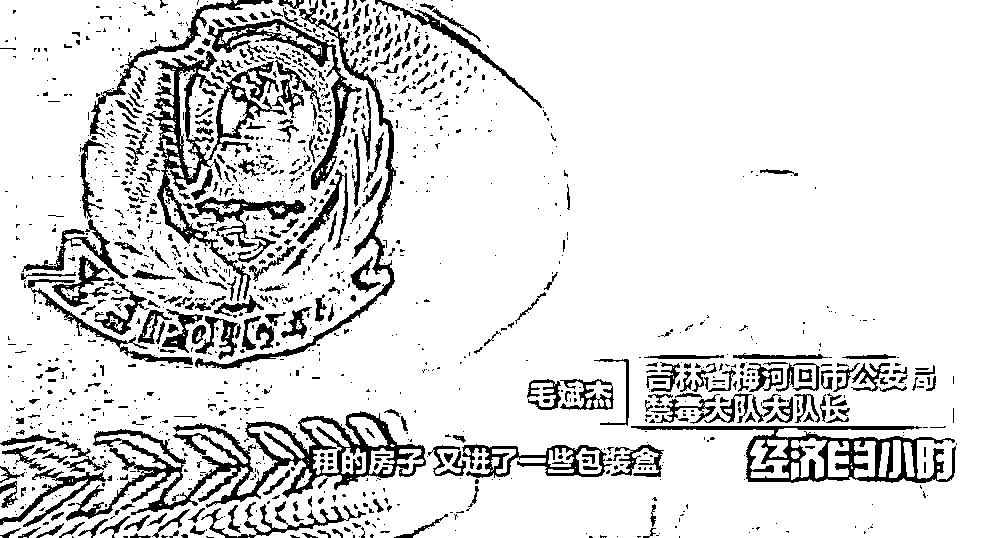 POLICE
毛斌杰
吉林省梅河口市公安局
禁毒大队大队长
租的房子 又进了一些包装盒
经济半小时